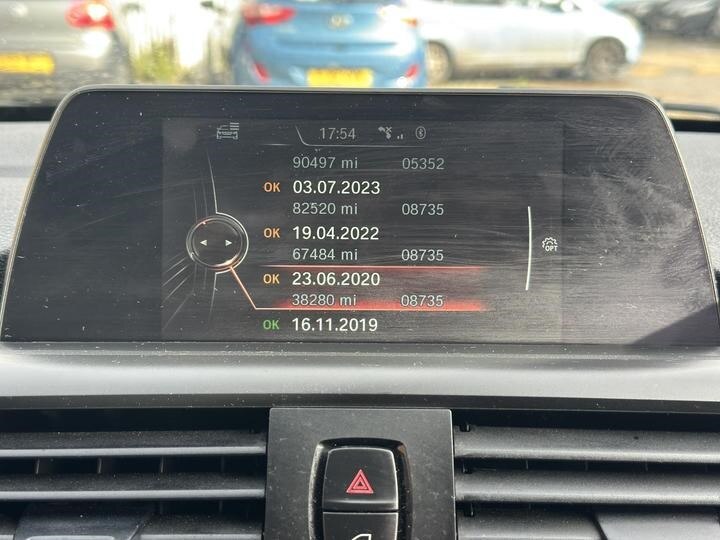 17:54
90497 mi 05352
OK 03.07.2023
82520 mi 08735
OK 19.04.2022
67484 mi 08735
OK 23.06.2020
38280 mi 08735
OK 16.11.2019
OPT